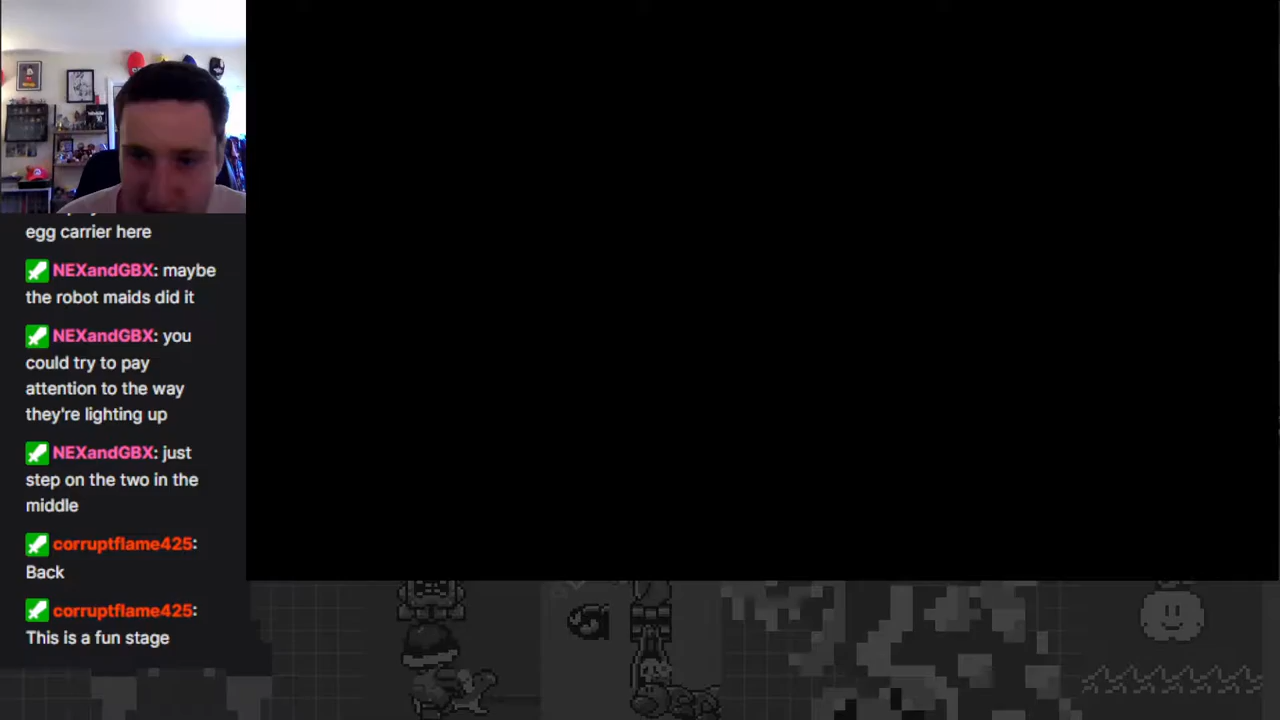 egg carrier here
NEXandGBX: maybe
the robot maids did it
NEXandGBX: you
could try to pay
attention to the way
they're lighting up
NEXandGBX: just
step on the two in the
middle
corruptflame425:
Back
corruptflame425:
This is a fun stage